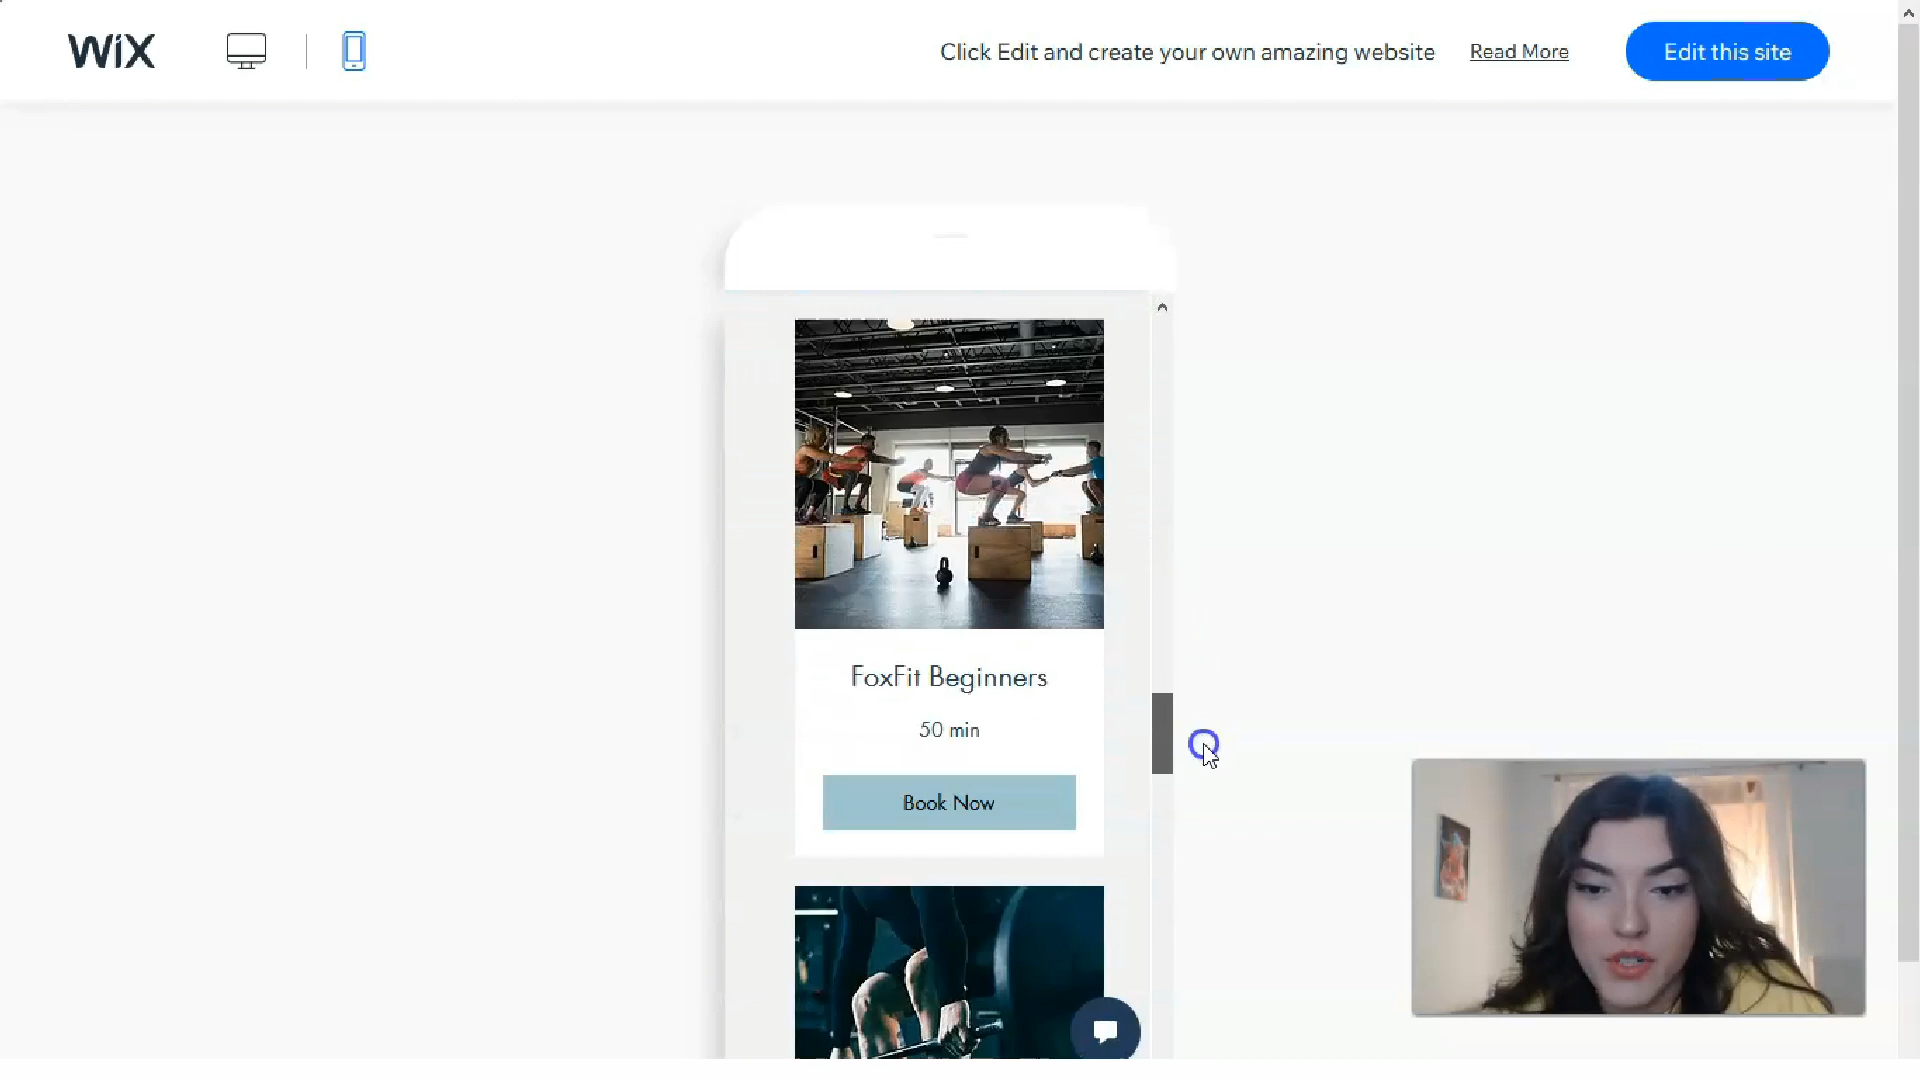 WiX
Click Edit and create your own amazing website
Read More
Edit this site
FoxFit Beginners
50 min
Book Now